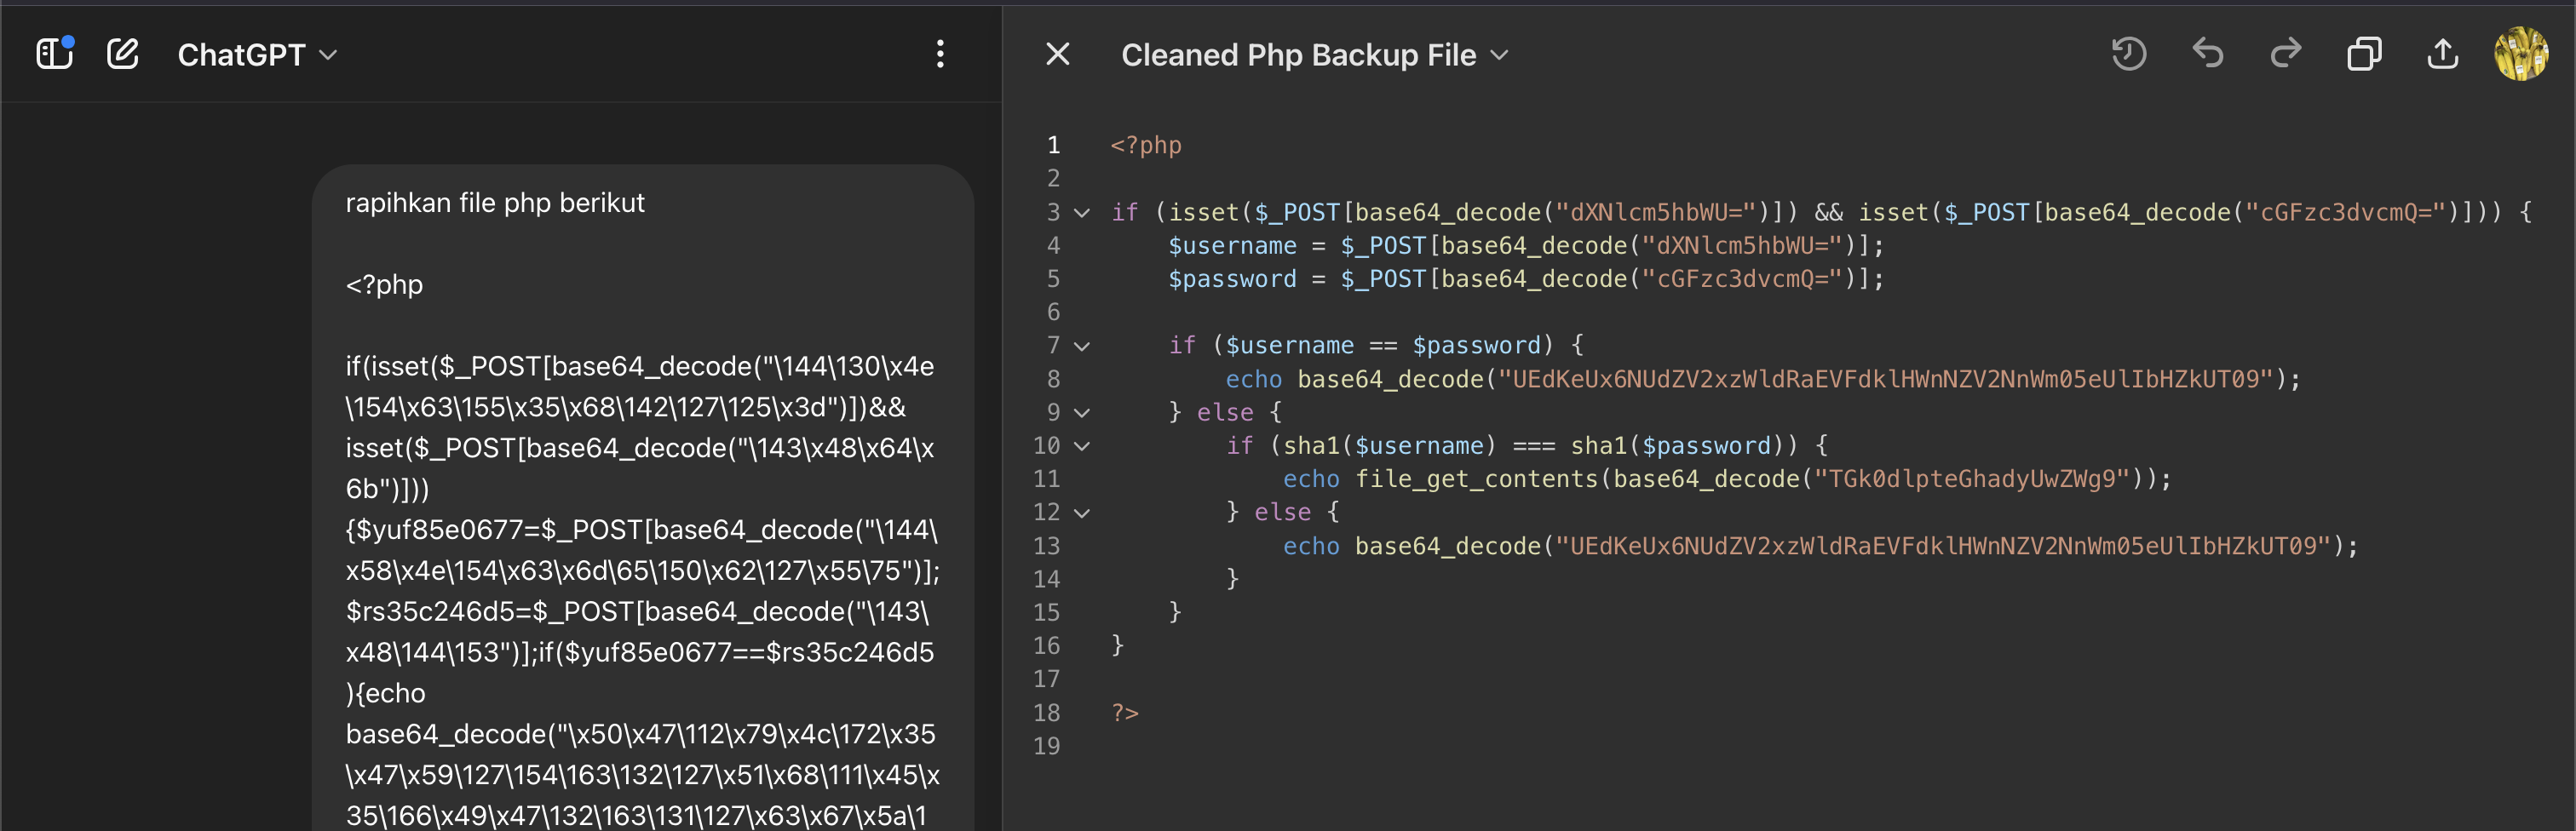 ChatGPT
rapihkan file php berikut
<?php
if(isset($_POST[base64_decode("\144\130\x4e
\154\x63\155\x35\x68\142\127\125\x3d")])&&
isset($_POST[base64_decode("\143\x48\x64\x
6b")]))
{$yuf85e0677=$_POST[base64_decode("\144\
x58\x4e\154\x63\x6d\65\150\x62\127\x55\75")];
$rs35c246d5=$_POST[base64_decode("\143\
x48\144\153")];if($yuf85e0677==$rs35c246d5
){echo
base64_decode("\x50\x47\112\x79\x4c\172\x35
\x47\x59\127\154\163\132\127\x51\x68\111\x45\x
35\166\x49\x47\132\163\131\127\x63\x67\x5a\1
Cleaned Php Backup File
1 <?php
2
3 if (isset($_POST[base64_decode("dXNlcm5hbWU=")]) && isset($_POST[base64_decode("cGFzc3dvcmQ=")])) {
4 $username = $_POST[base64_decode("dXNlcm5hbWU=")];
5 $password = $_POST[base64_decode("cGFzc3dvcmQ=")];
6
7 if ($username == $password) {
8 echo base64_decode("UEdKeUx6NUdZV2xzWldRaEVFdklHWnNZV2NnWm05eUlIbHZkUT09");
9 } else {
10 if (sha1($username) === sha1($password)) {
11 echo file_get_contents(base64_decode("TGk0dlpteGhadyUwZWg9"));
12 } else {
13 echo base64_decode("UEdKeUx6NUdZV2xzWldRaEVFdklHWnNZV2NnWm05eUlIbHZkUT09");
14 }
15 }
16 }
17
18 ?>
19